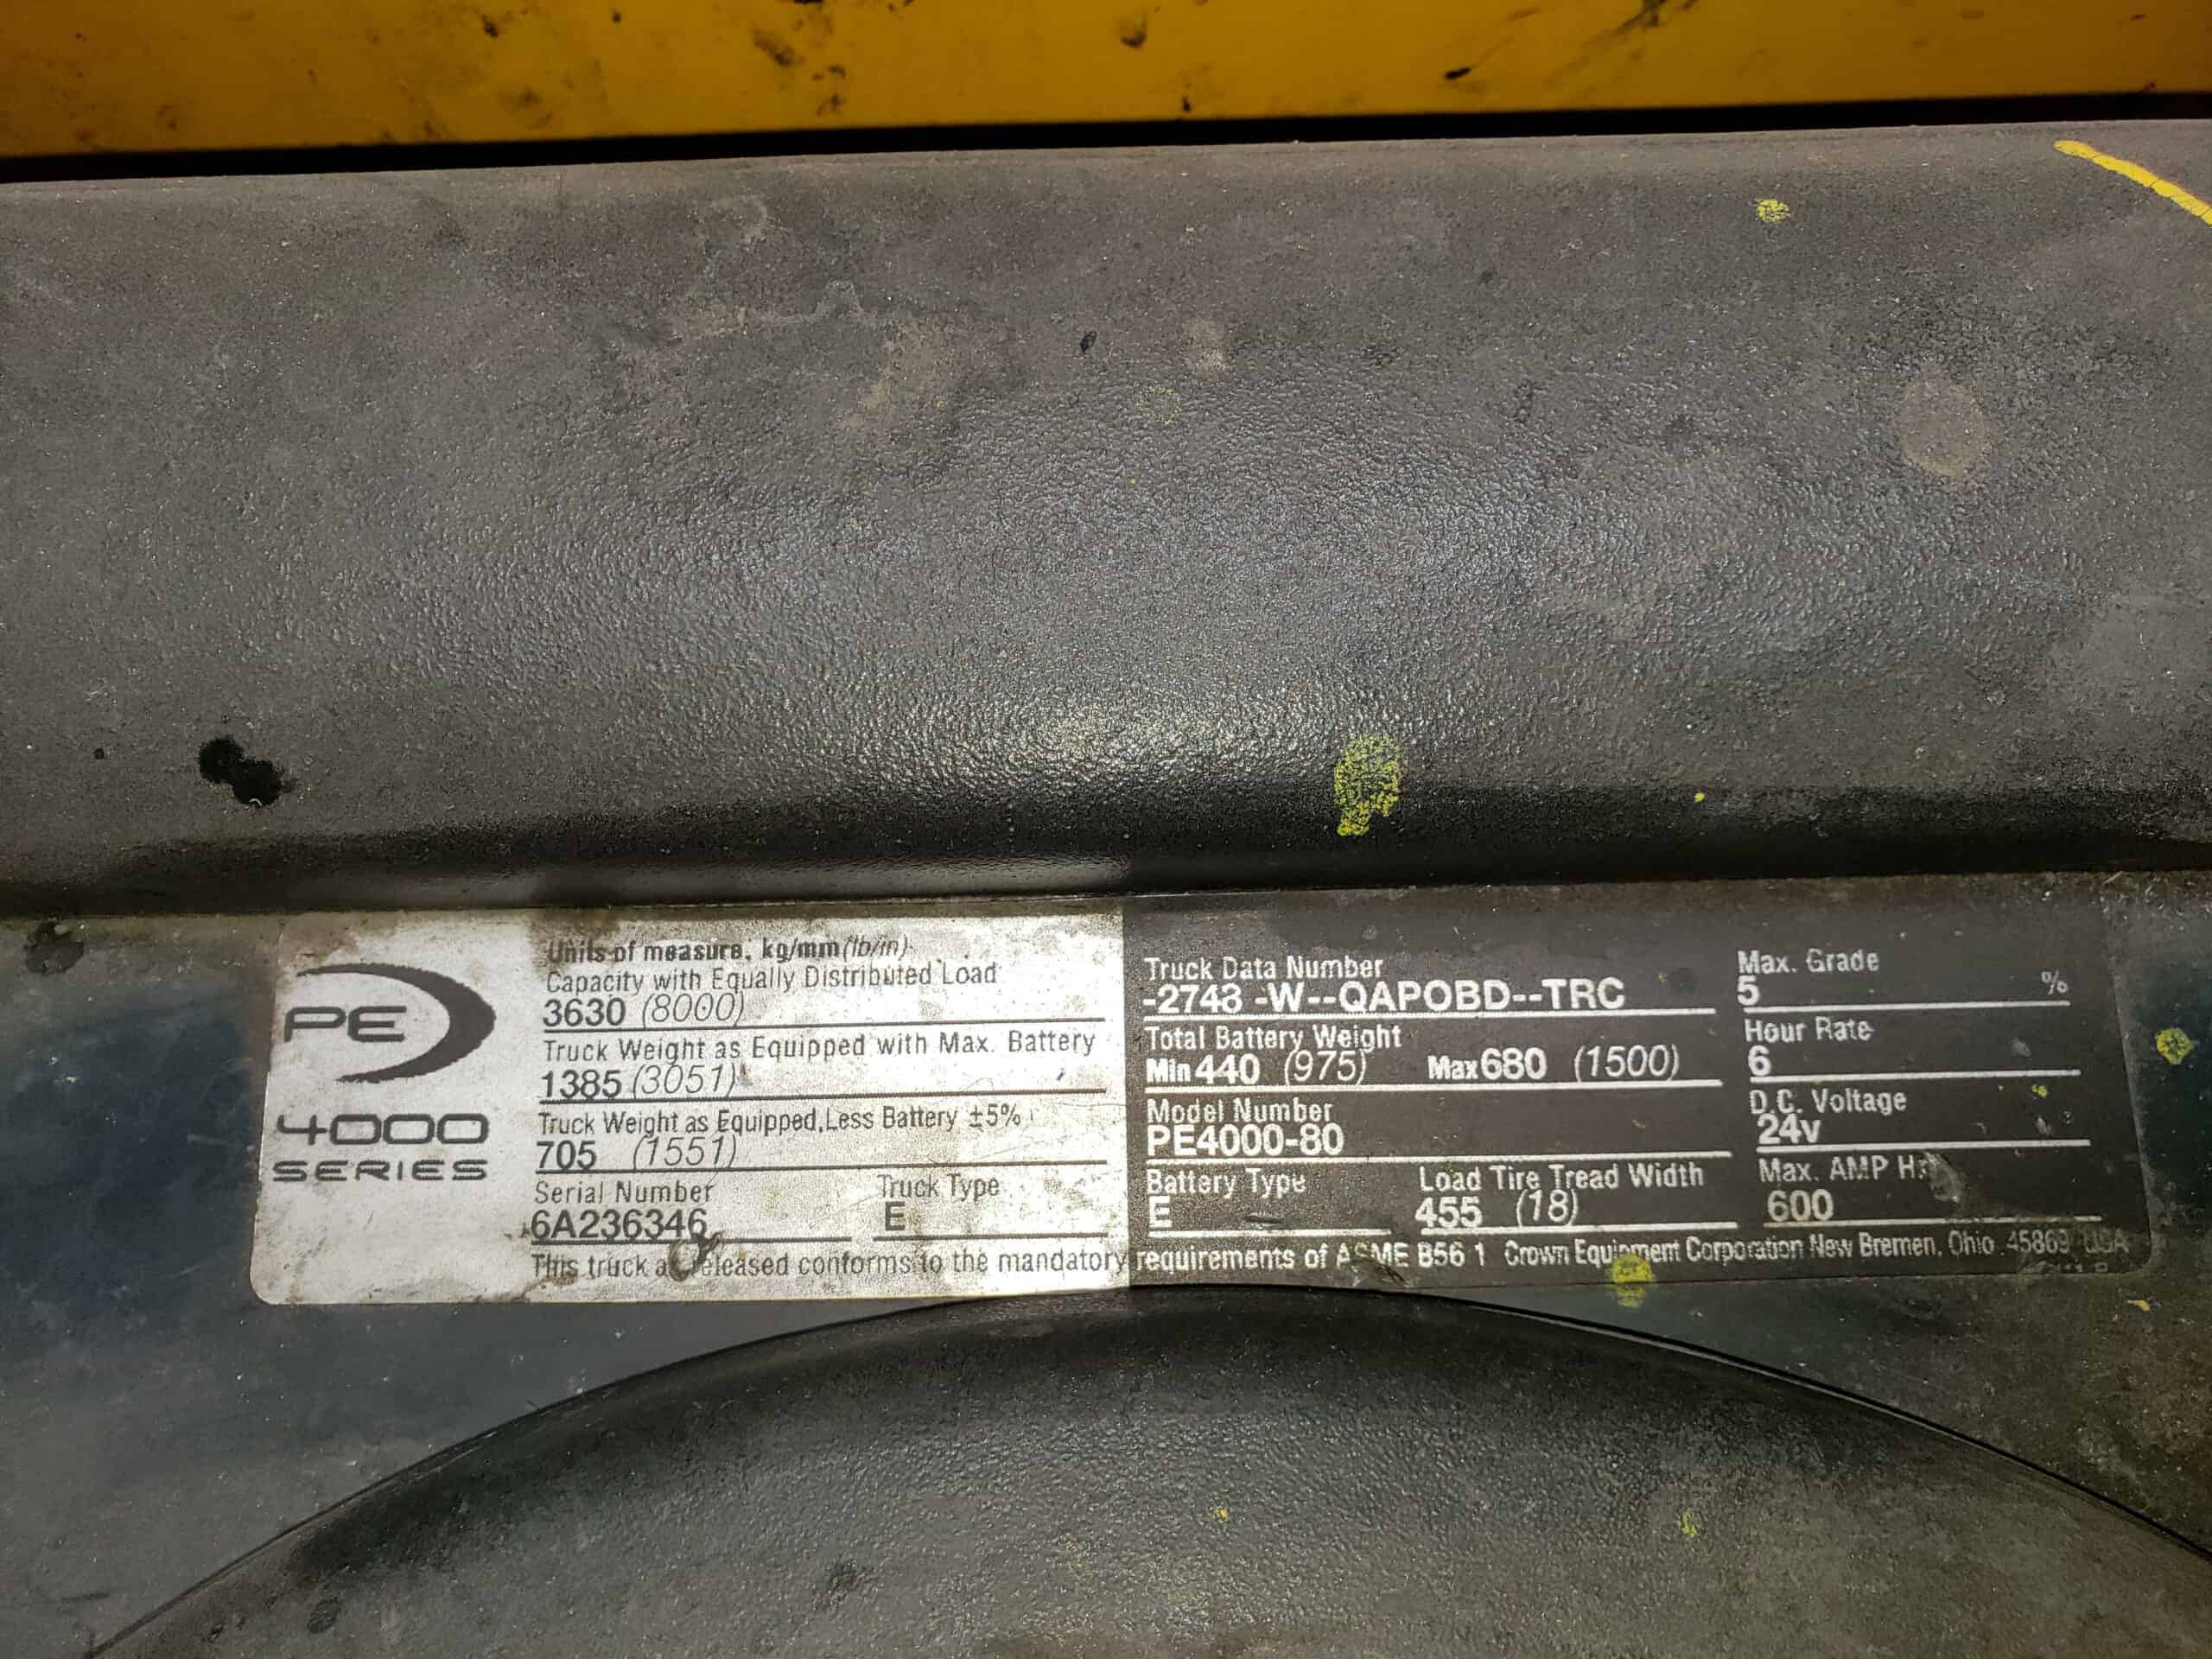 PE
4000
SERIES
Units of measure, kg/mm (lb/in)
Capacity with Equally Distributed Load
3630 (8000)
Truck Weight as Equipped with Max. Battery
1385 (3051)
Truck Weight as Equipped, Less Battery ±5%
705 (1551)
Serial Number
6A236346
Truck Type
E
Truck Data Number
-2748 -W--QAPOBD--TRC
Total Battery Weight
Min 440 (975) Max 680 (1500)
Model Number
PE4000-80
Battery Type
E
Load Tire Tread Width
455 (18)
Max. Grade
5 %
Hour Rate
6
D.C. Voltage
24v
Max. AMP Hr
600
This truck as released conforms to the mandatory requirements of ASME B56 1 Crown Equipment Corporation New Bremen, Ohio 45869 USA